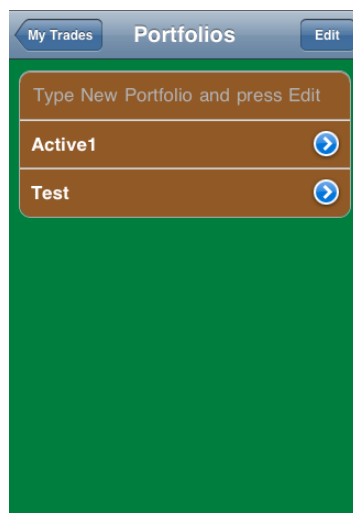 My Trades
Portfolios
Edit
Type New Portfolio and press Edit
Active1
Test